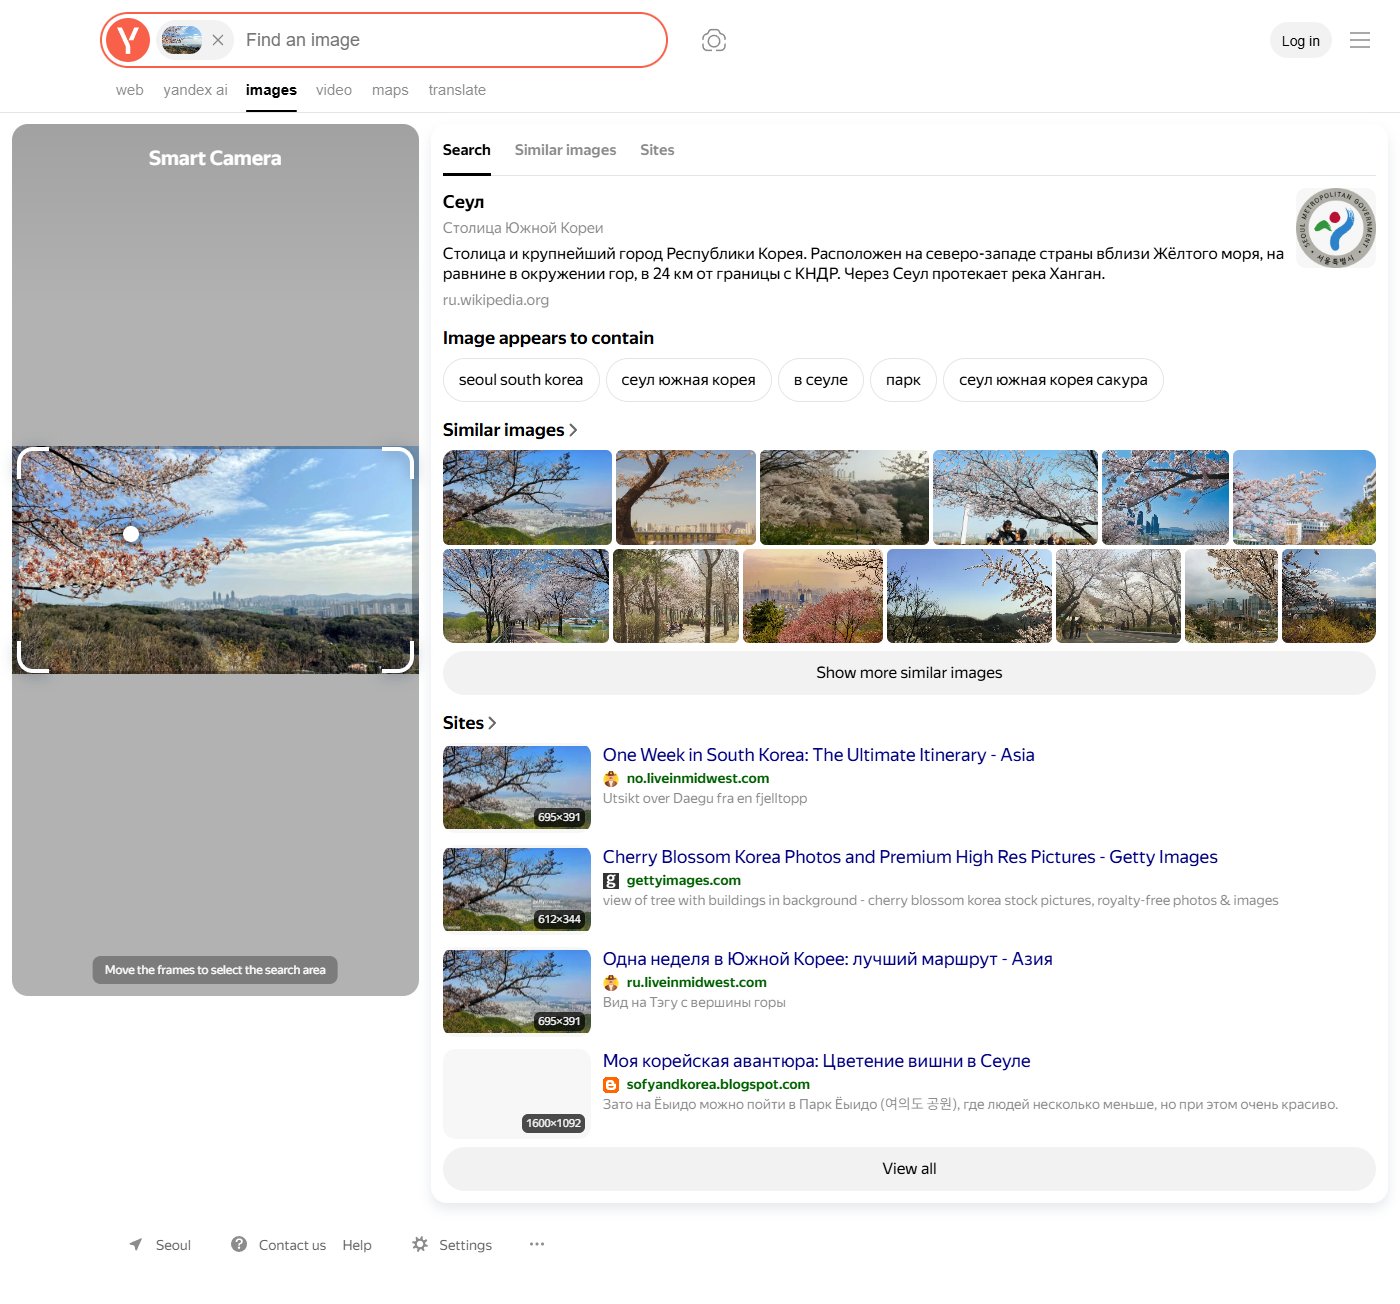 Find an image
Log in
web
yandex ai
images
video
maps
translate
Smart Camera
Move the frames to select the search area
Search
Similar images
Sites
Сеул
Столица Южной Кореи
Столица и крупнейший город Республики Корея. Расположен на северо-западе страны вблизи Жёлтого моря, на
равнине в окружении гор, в 24 км от границы с КНДР. Через Сеул протекает река Ханган.
ru.wikipedia.org
SEOUL METROPOLITAN GOVERNMENT
서울특별시
Image appears to contain
seoul south korea
сеул южная корея
в сеуле
парк
сеул южная корея сакура
Similar images
Show more similar images
Sites
One Week in South Korea: The Ultimate Itinerary - Asia
no.liveinmidwest.com
Utsikt over Daegu fra en fjelltopp
695×391
Cherry Blossom Korea Photos and Premium High Res Pictures - Getty Images
gettyimages.com
view of tree with buildings in background - cherry blossom korea stock pictures, royalty-free photos & images
612×344
Одна неделя в Южной Корее: лучший маршрут - Азия
ru.liveinmidwest.com
Вид на Тэгу с вершины горы
695×391
Моя корейская авантюра: Цветение вишни в Сеуле
sofyandkorea.blogspot.com
Зато на Ёыидо можно пойти в Парк Ёыидо (여의도 공원), где людей несколько меньше, но при этом очень красиво.
1600×1092
View all
Seoul
Contact us
Help
Settings